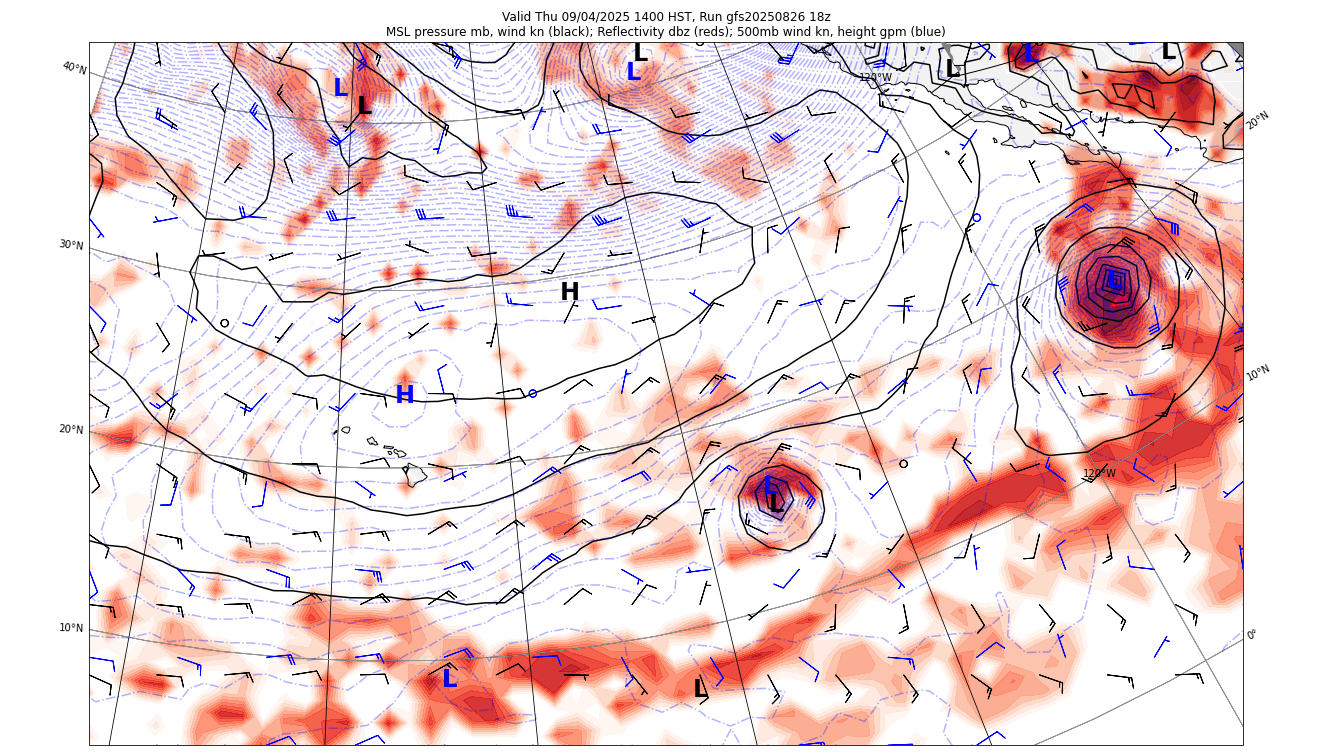 Valid Thu 09/04/2025 1400 HST, Run gfs20250826 18z
MSL pressure mb, wind kn (black); Reflectivity dbz (reds); 500mb wind kn, height gpm (blue)
L L L L
L L 120°W
40°N L L 20°N
30°N
H L
10°N
H
20°N
120°W
L
L
10°N 0°
L L